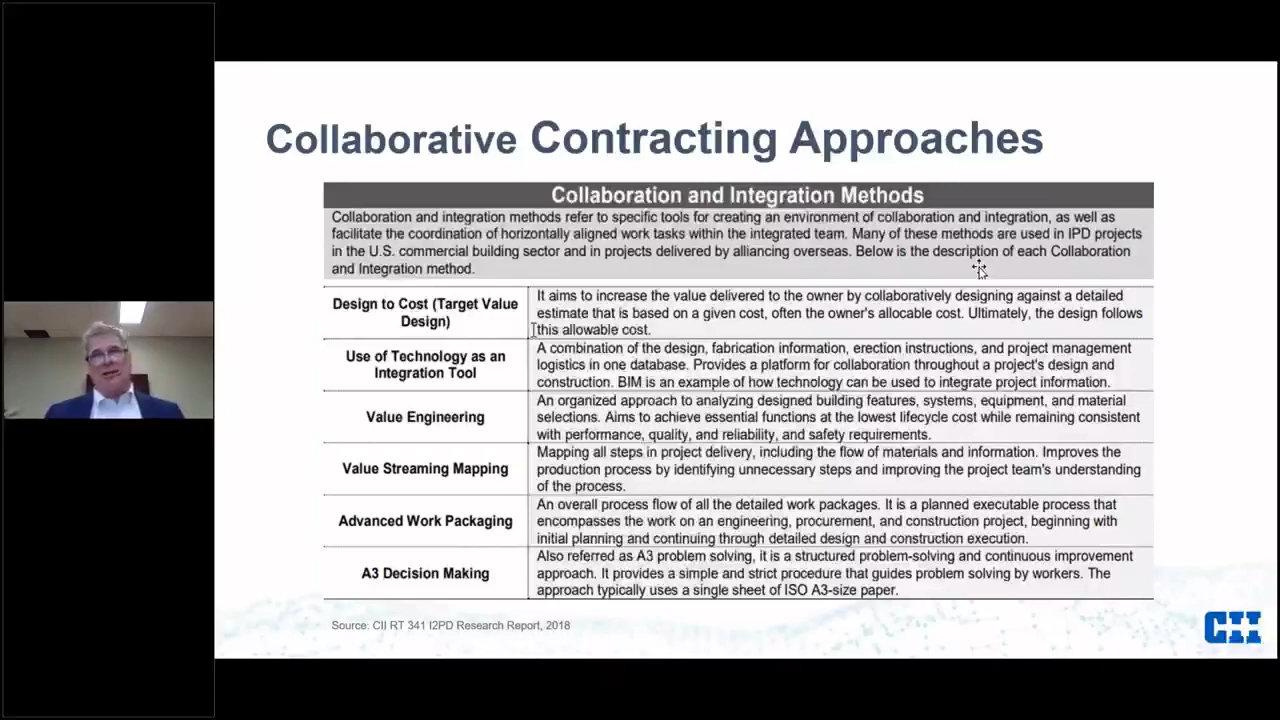 Collaborative Contracting Approaches
Collaboration and Integration Methods
Collaboration and integration methods refer to specific tools for creating an environment of collaboration and integration, as well as
facilitate the coordination of horizontally aligned work tasks within the integrated team. Many of these methods are used in IPD projects
in the U.S. commercial building sector and in projects delivered by alliancing overseas. Below is the description of each Collaboration
and Integration method.
Design to Cost (Target Value
Design)
It aims to increase the value delivered to the owner by collaboratively designing against a detailed
estimate that is based on a given cost, often the owner's allocable cost. Ultimately, the design follows
this allowable cost.
Use of Technology as an
Integration Tool
A combination of the design, fabrication information, erection instructions, and project management
logistics in one database. Provides a platform for collaboration throughout a project's design and
construction. BIM is an example of how technology can be used to integrate project information.
Value Engineering
An organized approach to analyzing designed building features, systems, equipment, and material
selections. Aims to achieve essential functions at the lowest lifecycle cost while remaining consistent
with performance, quality, and reliability, and safety requirements.
Value Streaming Mapping
Mapping all steps in project delivery, including the flow of materials and information. Improves the
production process by identifying unnecessary steps and improving the project team's understanding
of the process.
Advanced Work Packaging
An overall process flow of all the detailed work packages. It is a planned executable process that
encompasses the work on an engineering, procurement, and construction project, beginning with
initial planning and continuing through detailed design and construction execution.
A3 Decision Making
Also referred as A3 problem solving, it is a structured problem-solving and continuous improvement
approach. It provides a simple and strict procedure that guides problem solving by workers. The
approach typically uses a single sheet of ISO A3-size paper.
Source: CII RT 341 I2PD Research Report, 2018
CII